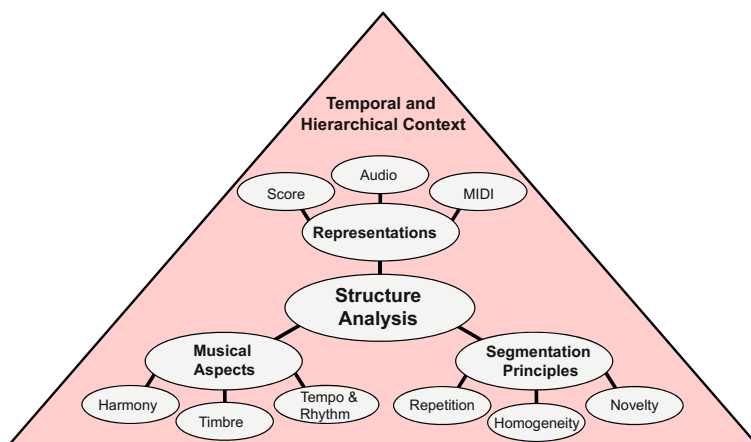 Temporal and
Hierarchical Context
Audio
Score
MIDI
Representations
Structure
Analysis
Musical
Aspects
Segmentation
Principles
Harmony
Timbre
Tempo &
Rhythm
Repetition
Homogeneity
Novelty